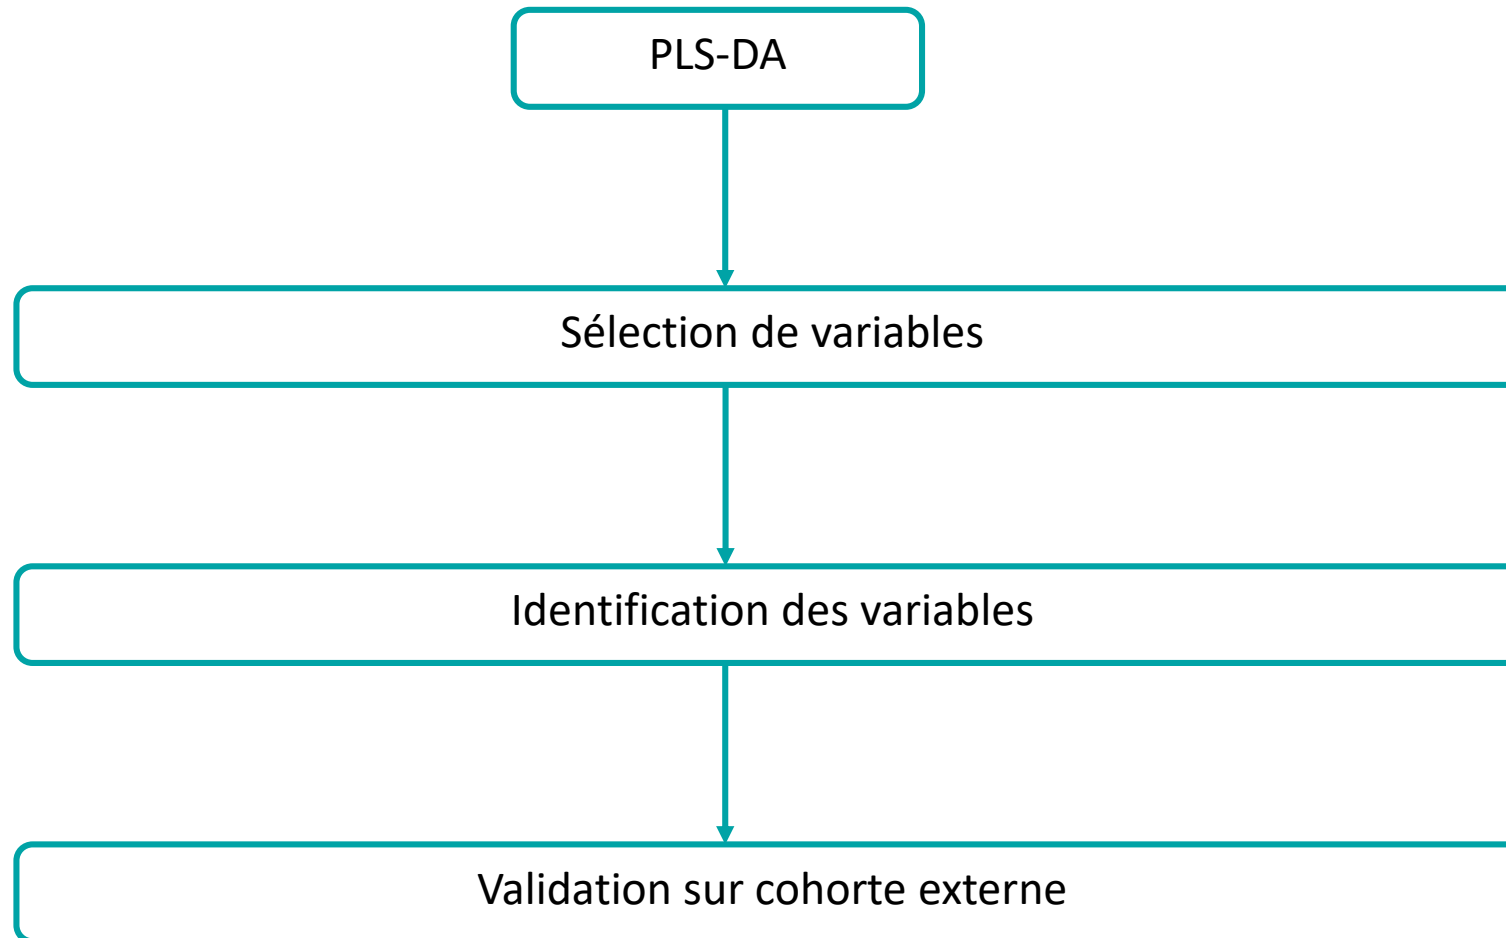 PLS-DA
Sélection de variables
Identification des variables
Validation sur cohorte externe